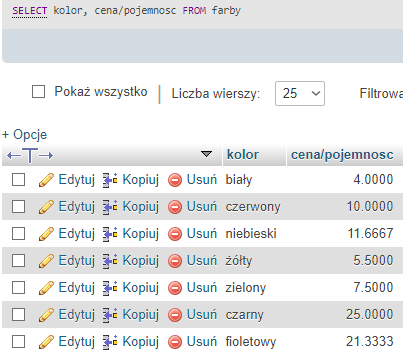 SELECT kolor, cena/pojemnosc FROM farby
Pokaż wszystko | Liczba wierszy: 25 Filtrowa
+ Opcje
←T→ kolor cena/pojemnosc
Edytuj Kopiuj Usuń biały 4.0000
Edytuj Kopiuj Usuń czerwony 10.0000
Edytuj Kopiuj Usuń niebieski 11.6667
Edytuj Kopiuj Usuń żółty 5.5000
Edytuj Kopiuj Usuń zielony 7.5000
Edytuj Kopiuj Usuń czarny 25.0000
Edytuj Kopiuj Usuń fioletowy 21.3333